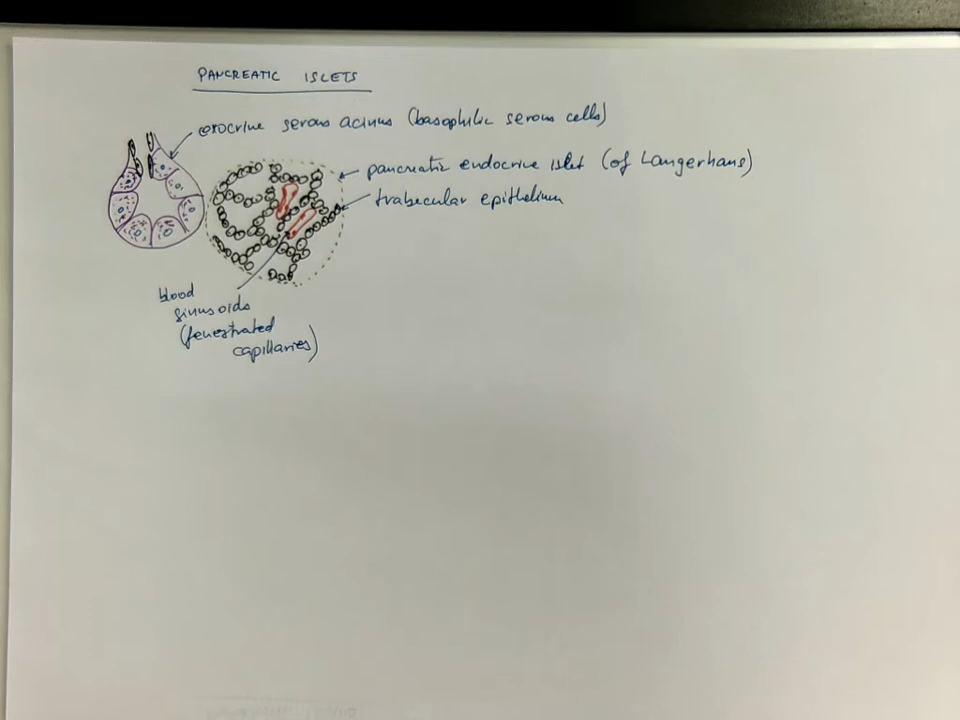 PANCREATIC ISLETS
exocrine serous acinus (basophilic serous cells)
pancreatic endocrine islet (of Langerhans)
trabecular epithelium
blood
sinusoids
(fenestrated
capillaries)